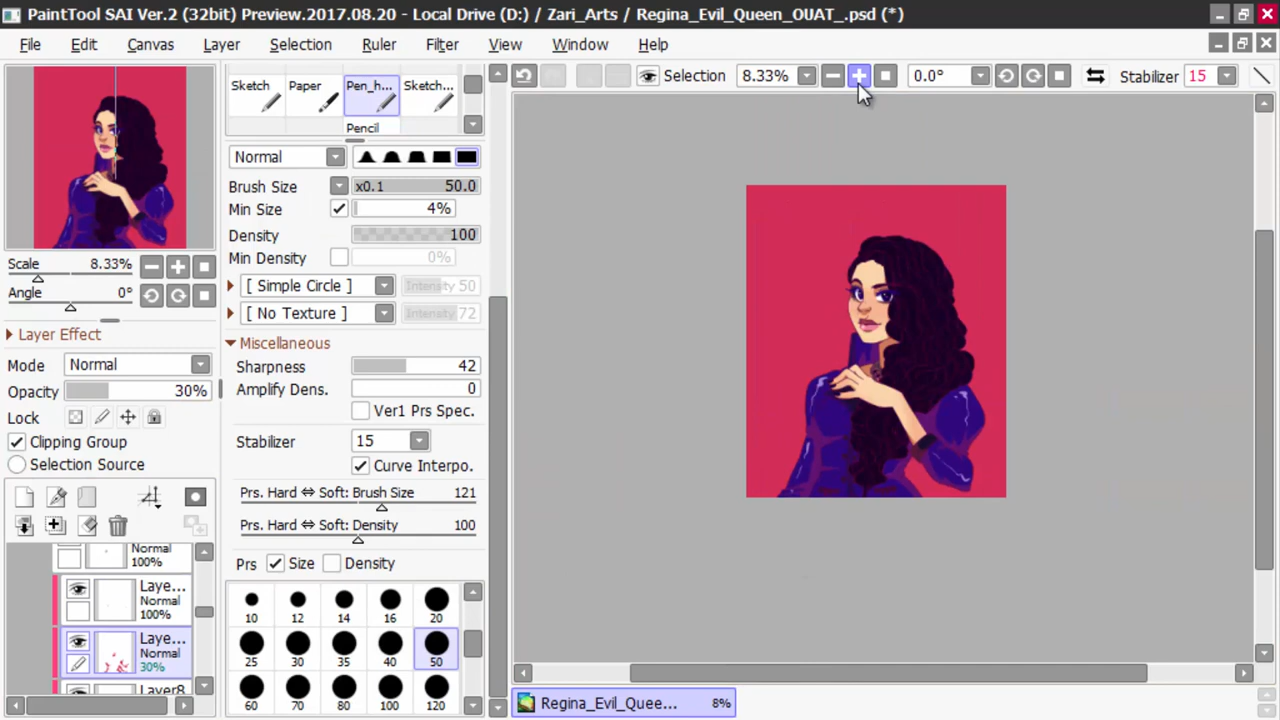 PaintTool SAI Ver.2 (32bit) Preview.2017.08.20 - Local Drive (D:) / Zari_Arts / Regina_Evil_Queen_OUAT_.psd (*)
File Edit Canvas Layer Selection Ruler Filter View Window Help
Selection 8.33% 0.0° Stabilizer 15
Sketch Paper Pen_h... Sketch...
Pencil
Normal
Brush Size x0.1 50.0
Min Size 4%
Density 100
Min Density 0%
[ Simple Circle ] Intensity 50
[ No Texture ] Intensity 72
Miscellaneous
Sharpness 42
Amplify Dens. 0
Ver1 Prs Spec.
Stabilizer 15
Curve Interpo.
Prs. Hard ⇔ Soft: Brush Size 121
Prs. Hard ⇔ Soft: Density 100
Prs Size Density
10 12 14 16 20
25 30 35 40 50
60 70 80 100 120
Scale 8.33%
Angle 0°
Layer Effect
Mode Normal
Opacity 30%
Lock
Clipping Group
Selection Source
Normal
100%
Laye...
Normal
100%
Laye...
Normal
30%
Layer8
Regina_Evil_Quee... 8%